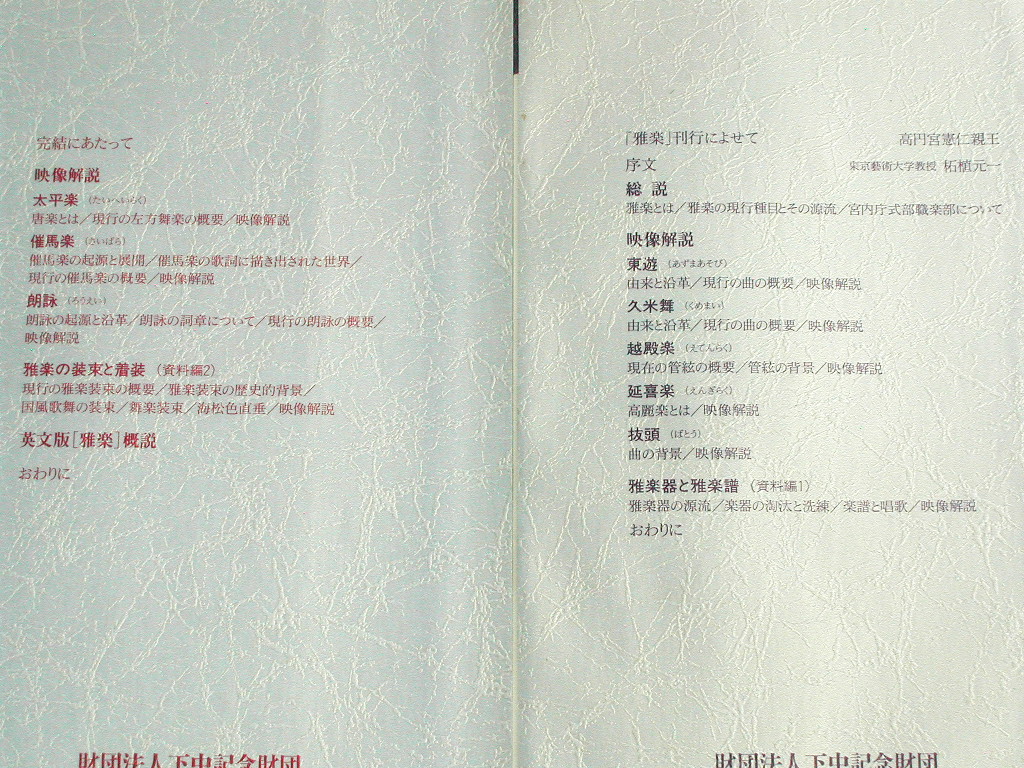 完結にあたって
映像解説
太平楽（たいへいらく）
唐楽とは／現行の左方舞楽の概要／映像解説
催馬楽（さいばら）
催馬楽の起源と展開／催馬楽の歌詞に描き出された世界／
現行の催馬楽の概要／映像解説
朗詠（ろうえい）
朗詠の起源と沿革／朗詠の詞章について／現行の朗詠の概要／
映像解説
雅楽の装束と着装（資料編2）
現行の雅楽装束の概要／雅楽装束の歴史的背景／
国風歌舞の装束／舞楽装束／海松色直垂／映像解説
英文版［雅楽］概説
おわりに
財団法人下中記念財団
「雅楽」刊行によせて 高円宮憲仁親王
序文 東京藝術大学教授 柘植元一
総説
雅楽とは／雅楽の現行種目とその源流／宮内庁式部職楽部について
映像解説
東遊（あずまあそび）
由来と沿革／現行の曲の概要／映像解説
久米舞（くめまい）
由来と沿革／現行の曲の概要／映像解説
越殿楽（えてんらく）
現在の管絃の概要／管絃の背景／映像解説
延喜楽（えんぎらく）
高麗楽とは／映像解説
抜頭（ばとう）
曲の背景／映像解説
雅楽器と雅楽譜（資料編1）
雅楽器の源流／楽器の淘汰と洗練／楽譜と唱歌／映像解説
おわりに
財団法人下中記念財団